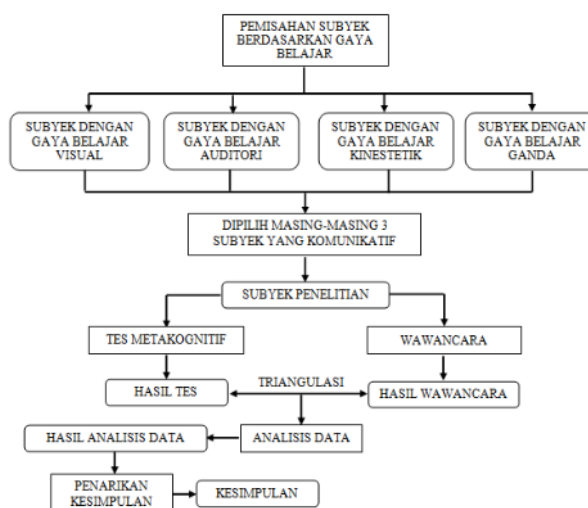 PEMISAHAN SUBYEK
BERDASARKAN GAYA
BELAJAR
SUBYEK DENGAN
GAYA BELAJAR
VISUAL
SUBYEK DENGAN
GAYA BELAJAR
AUDITORI
SUBYEK DENGAN
GAYA BELAJAR
KINESTETIK
SUBYEK DENGAN
GAYA BELAJAR
GANDA
DIPILIH MASING-MASING 3
SUBYEK YANG KOMUNIKATIF
SUBYEK PENELITIAN
TES METAKOGNITIF
WAWANCARA
HASIL TES
TRIANGULASI
HASIL WAWANCARA
HASIL ANALISIS DATA
ANALISIS DATA
PENARIKAN
KESIMPULAN
KESIMPULAN